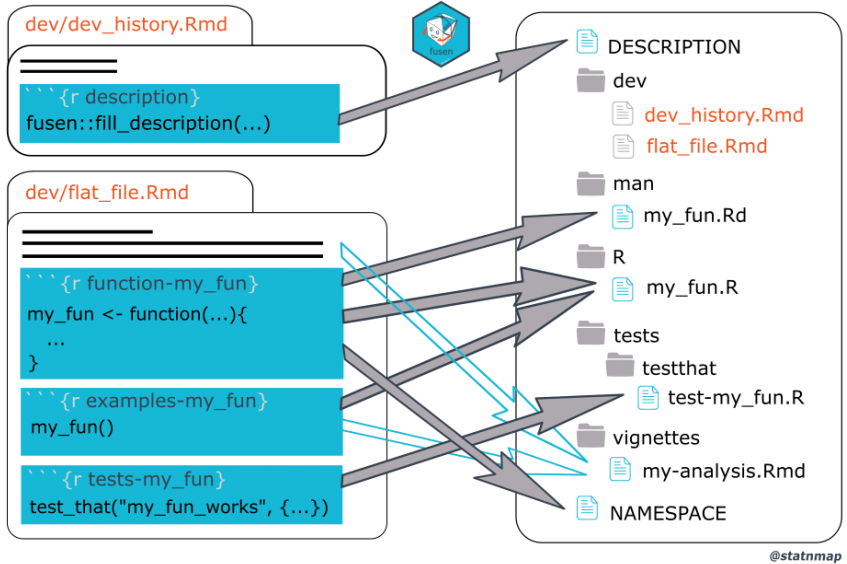 dev/dev_history.Rmd
```{r description}
fusen::fill_description(...)
dev/flat_file.Rmd
```{r function-my_fun}
my_fun <- function(...){
...
}
```{r examples-my_fun}
my_fun()
```{r tests-my_fun}
test_that("my_fun_works", {...})
fusen
DESCRIPTION
dev
dev_history.Rmd
flat_file.Rmd
man
my_fun.Rd
R
my_fun.R
tests
testthat
test-my_fun.R
vignettes
my-analysis.Rmd
NAMESPACE
@statnmap